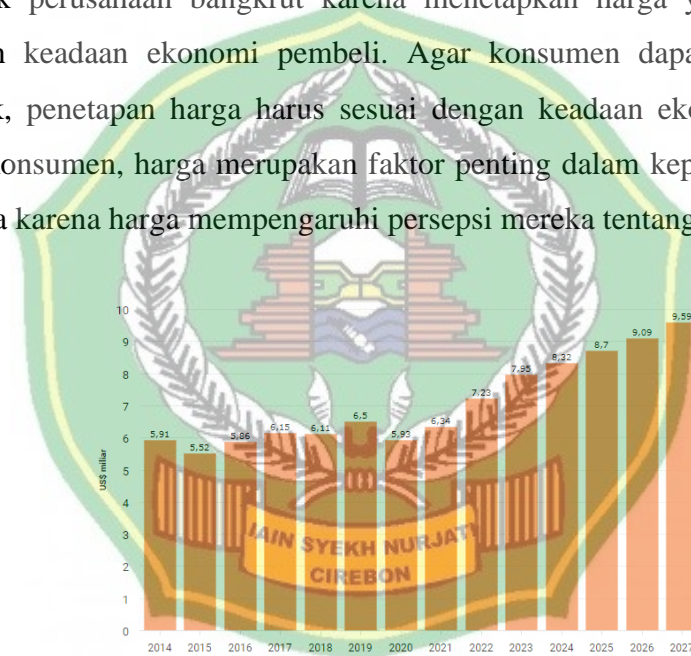 perusahaan bangkrut karena menetapkan harga
keadaan ekonomi pembeli. Agar konsumen
penetapan harga harus sesuai dengan keadaan
konsumen, harga merupakan faktor penting dalam
karena harga mempengaruhi persepsi mereka tentang
10
9,59
9
9,09
8,7
8
8,32
7,95
7
7,23
6
5,91
5,52
5,86
6,15
6,11
6,5
5,93
6,34
US$ miliar
5
4
3
IAIN SYEKH NURJATI
2
CIREBON
1
0
2014 2015 2016 2017 2018 2019 2020 2021 2022 2023 2024 2025 2026 2027